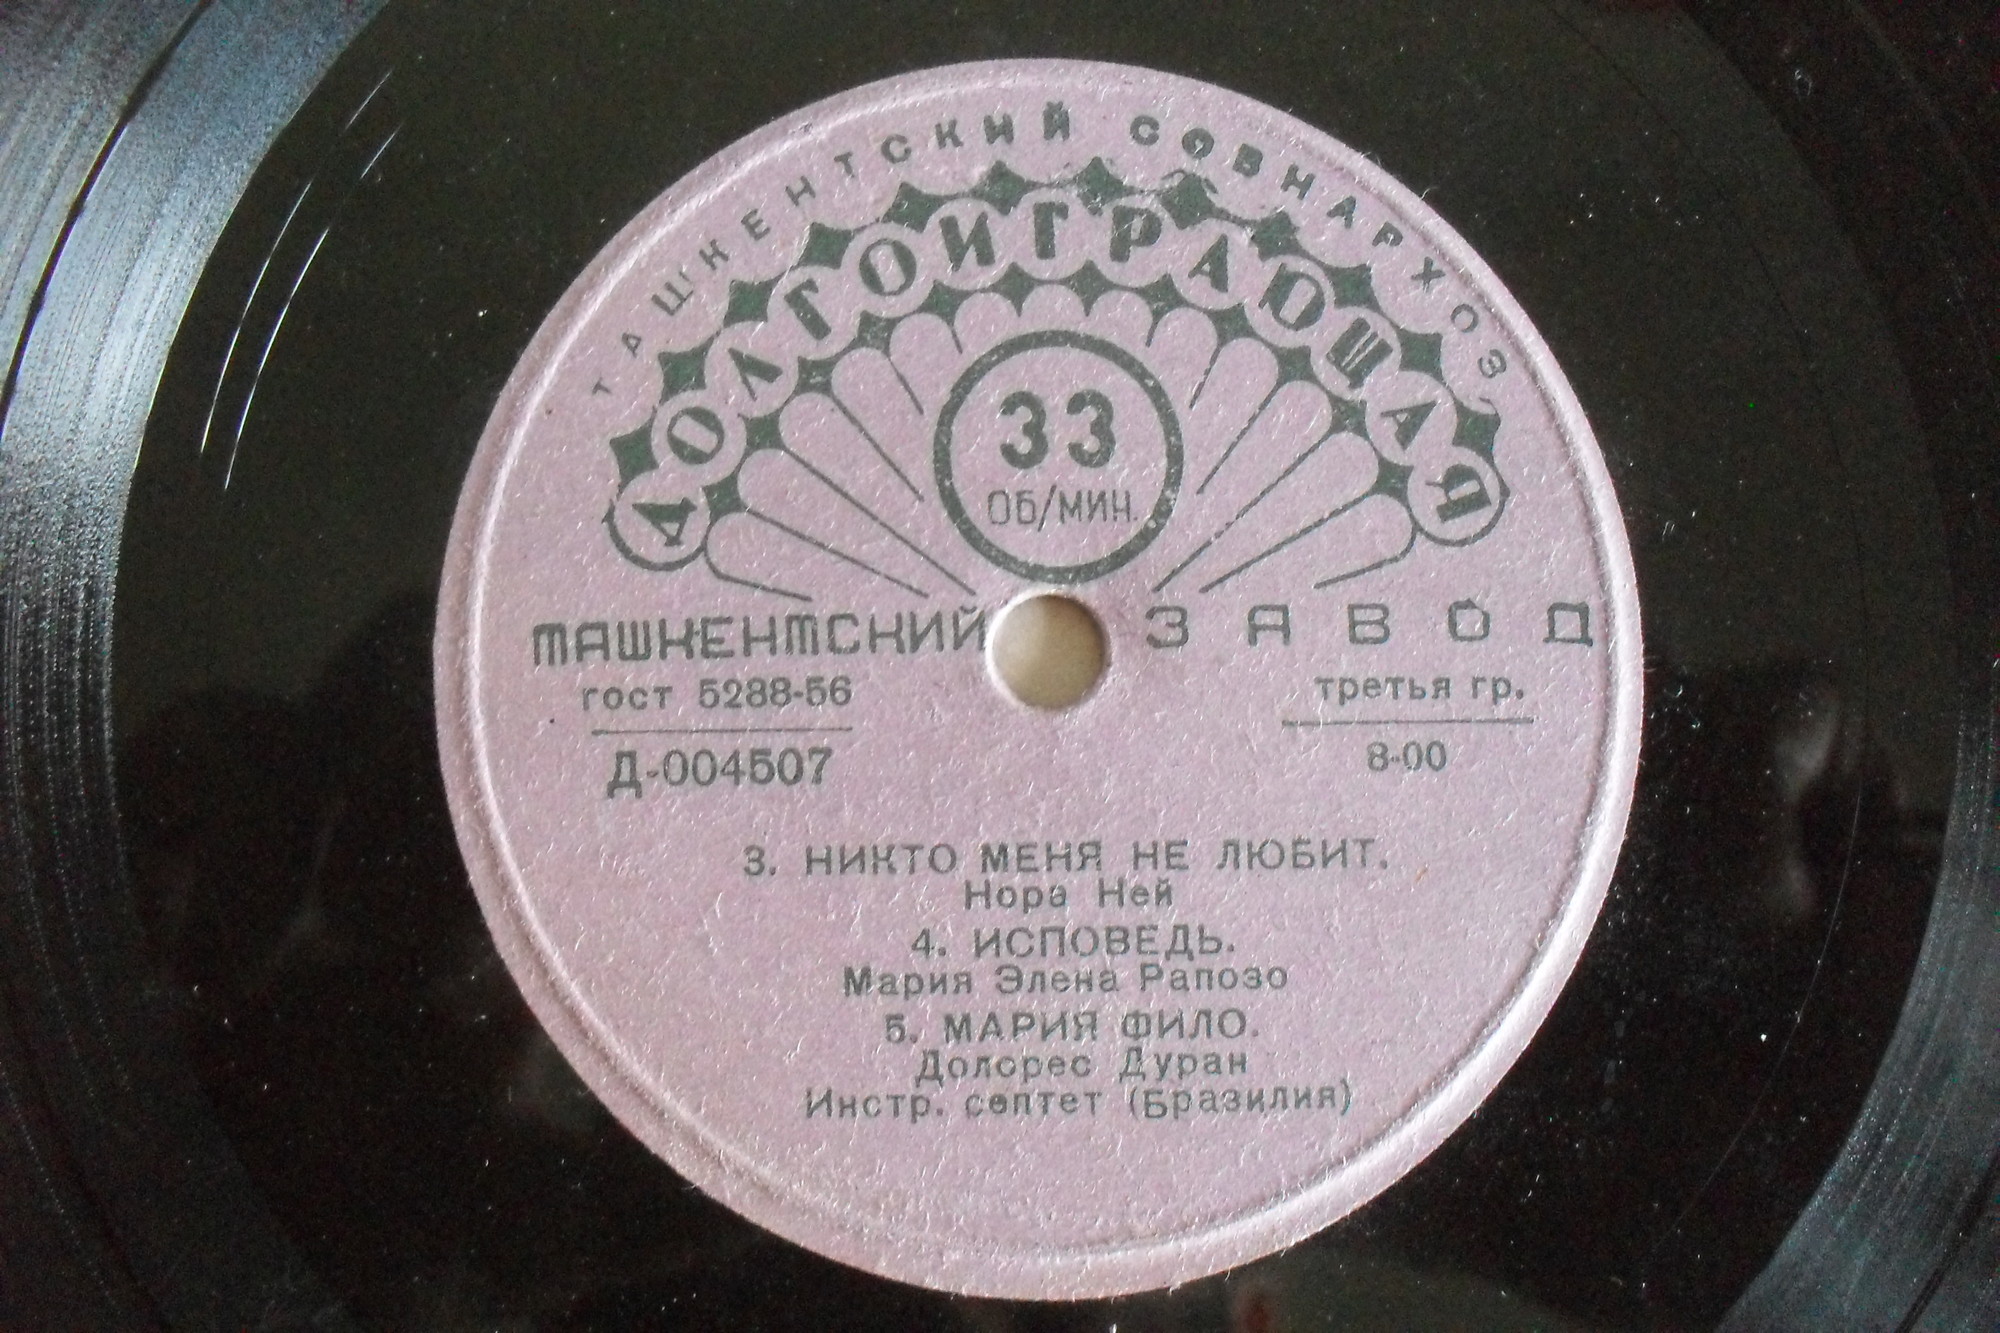 ТАШКЕНТСКИЙ СОВНАРХОЗ
ДОЛГОИГРАЮЩАЯ
33
ОБ/МИН.
ТАШКЕНТСКИЙ ЗАВОД
гост 5288-56
третья гр.
Д-004507
8-00
3. НИКТО МЕНЯ НЕ ЛЮБИТ.
Нора Ней
4. ИСПОВЕДЬ.
Мария Элена Рапозо
5. МАРИЯ ФИЛО.
Долорес Дуран
Инстр. септет (Бразилия)